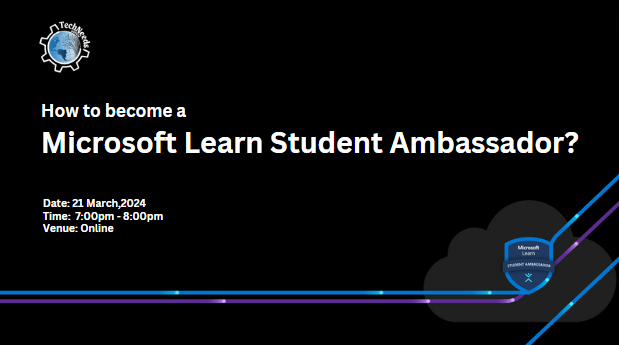 TechNeeds
How to become a
Microsoft Learn Student Ambassador?
Date: 21 March,2024
Time: 7:00pm - 8:00pm
Venue: Online
Microsoft
Learn
STUDENT AMBASSADOR